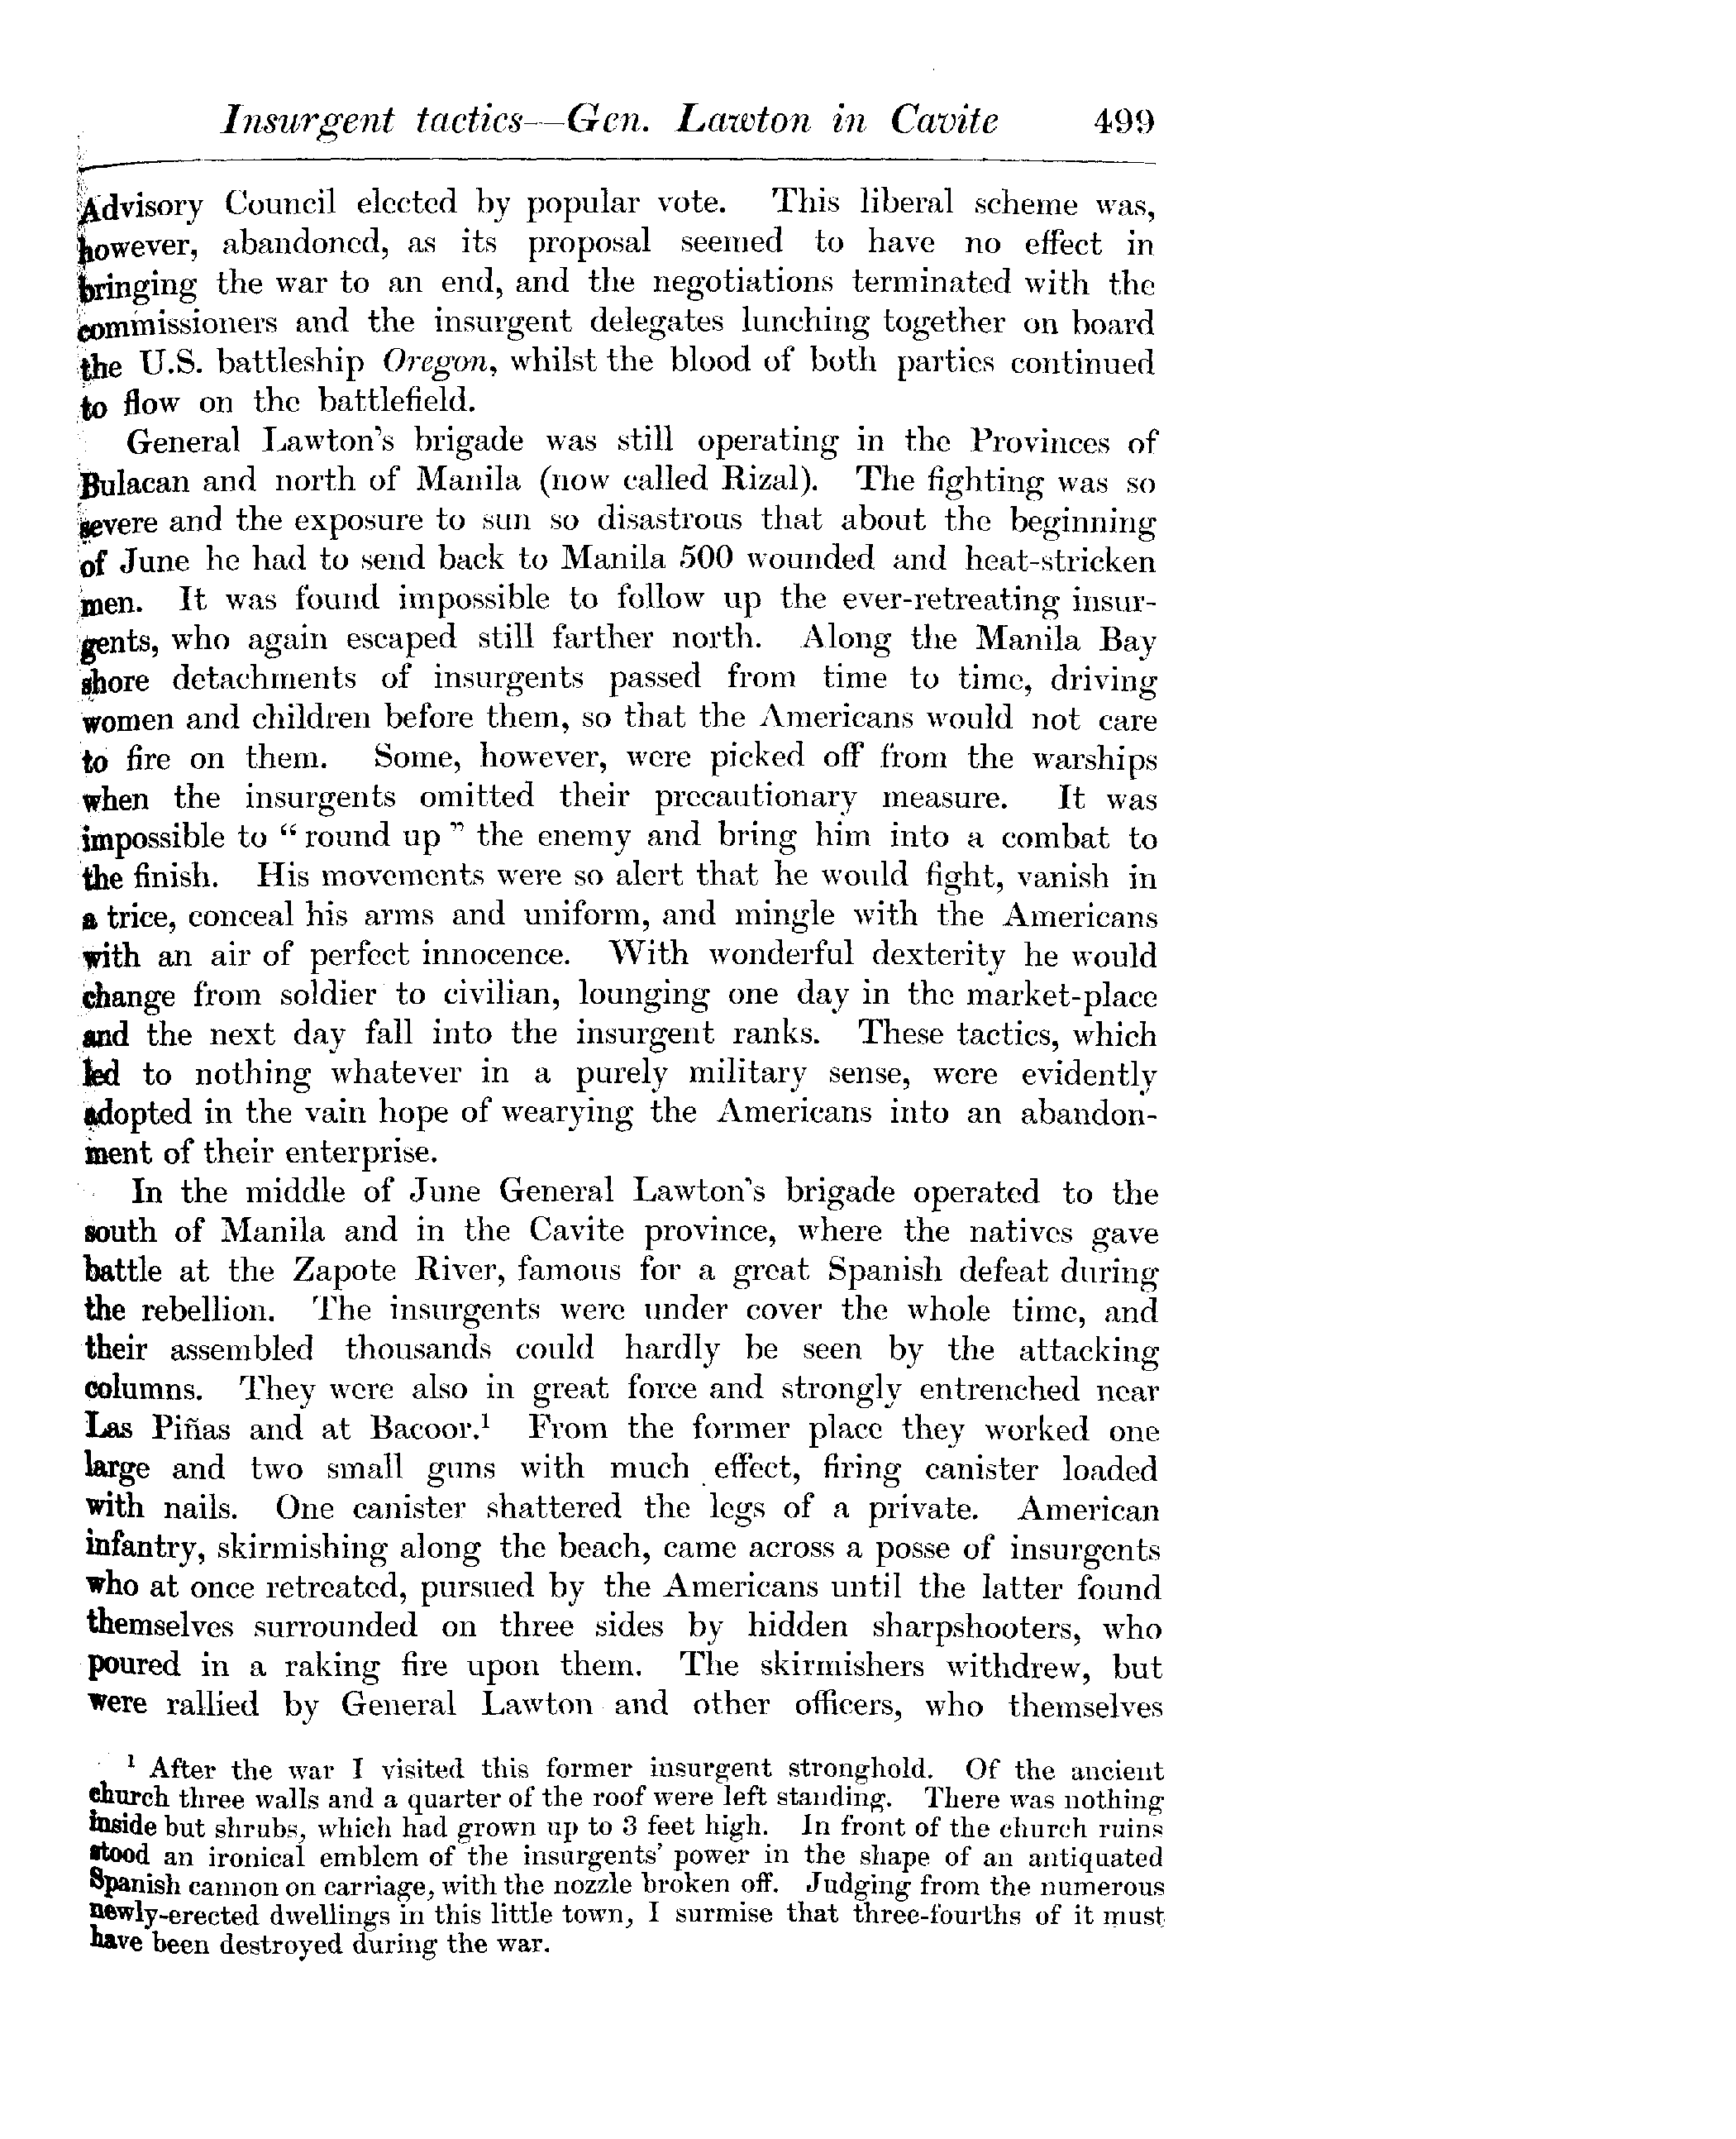 Insurgent tactics—Gen. Lawton in Cavite 499
Advisory Council elected by popular vote. This liberal scheme was,
however, abandoned, as its proposal seemed to have no effect in
bringing the war to an end, and the negotiations terminated with the
commissioners and the insurgent delegates lunching together on board
the U.S. battleship Oregon, whilst the blood of both parties continued
to flow on the battlefield.
General Lawton's brigade was still operating in the Provinces of
Bulacan and north of Manila (now called Rizal). The fighting was so
severe and the exposure to sun so disastrous that about the beginning
of June he had to send back to Manila 500 wounded and heat-stricken
men. It was found impossible to follow up the ever-retreating insur-
gents, who again escaped still farther north. Along the Manila Bay
shore detachments of insurgents passed from time to time, driving
women and children before them, so that the Americans would not care
to fire on them. Some, however, were picked off from the warships
when the insurgents omitted their precautionary measure. It was
impossible to “round up” the enemy and bring him into a combat to
the finish. His movements were so alert that he would fight, vanish in
a trice, conceal his arms and uniform, and mingle with the Americans
with an air of perfect innocence. With wonderful dexterity he would
change from soldier to civilian, lounging one day in the market-place
and the next day fall into the insurgent ranks. These tactics, which
led to nothing whatever in a purely military sense, were evidently
adopted in the vain hope of wearying the Americans into an abandon-
ment of their enterprise.
In the middle of June General Lawton's brigade operated to the
south of Manila and in the Cavite province, where the natives gave
battle at the Zapote River, famous for a great Spanish defeat during
the rebellion. The insurgents were under cover the whole time, and
their assembled thousands could hardly be seen by the attacking
columns. They were also in great force and strongly entrenched near
Las Piñas and at Bacoor.¹ From the former place they worked one
large and two small guns with much effect, firing canister loaded
with nails. One canister shattered the legs of a private. American
infantry, skirmishing along the beach, came across a posse of insurgents
who at once retreated, pursued by the Americans until the latter found
themselves surrounded on three sides by hidden sharpshooters, who
poured in a raking fire upon them. The skirmishers withdrew, but
were rallied by General Lawton and other officers, who themselves
¹ After the war I visited this former insurgent stronghold. Of the ancient
church three walls and a quarter of the roof were left standing. There was nothing
inside but shrubs, which had grown up to 3 feet high. In front of the church ruins
stood an ironical emblem of the insurgents' power in the shape of an antiquated
Spanish cannon on carriage, with the nozzle broken off. Judging from the numerous
newly-erected dwellings in this little town, I surmise that three-fourths of it must
have been destroyed during the war.